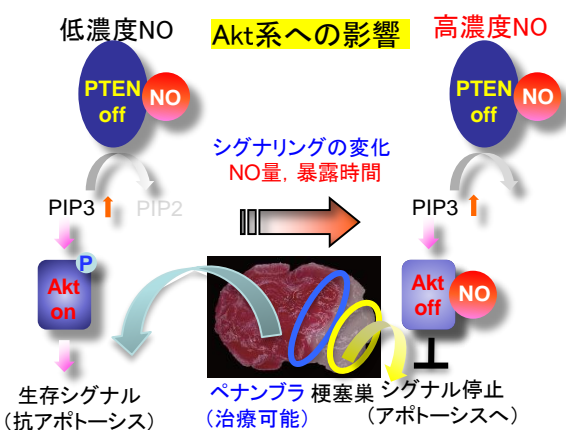 低濃度NO
Akt系への影響
高濃度NO
PTEN
off
NO
PTEN
off
NO
シグナリングの変化
NO量, 暴露時間
PIP3
PIP2
PIP3
P
Akt
on
Akt
off
NO
生存シグナル
(抗アポトーシス)
ペナンブラ
(治療可能)
梗塞巣
シグナル停止
(アポトーシスへ)